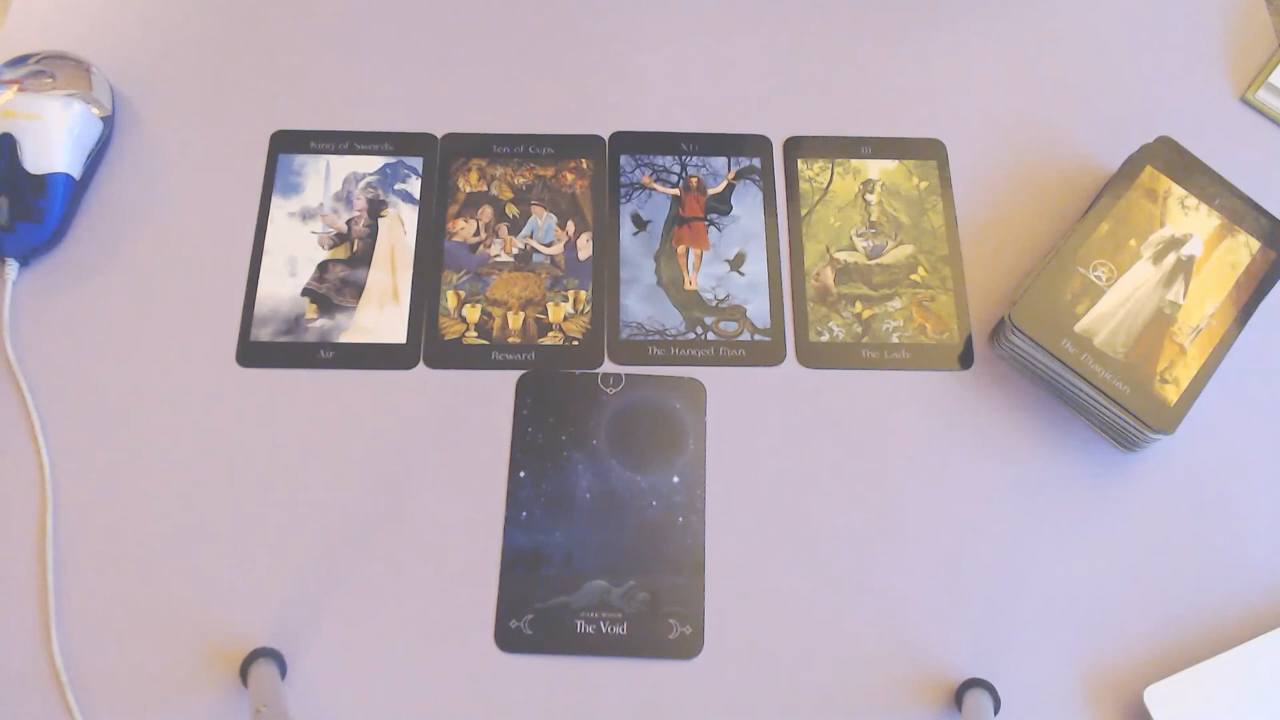 King of Swords
Air
Ten of Cups
Reward
XII
The Hanged Man
III
The Lady
I
The Magician
I
DARK MOON
The Void